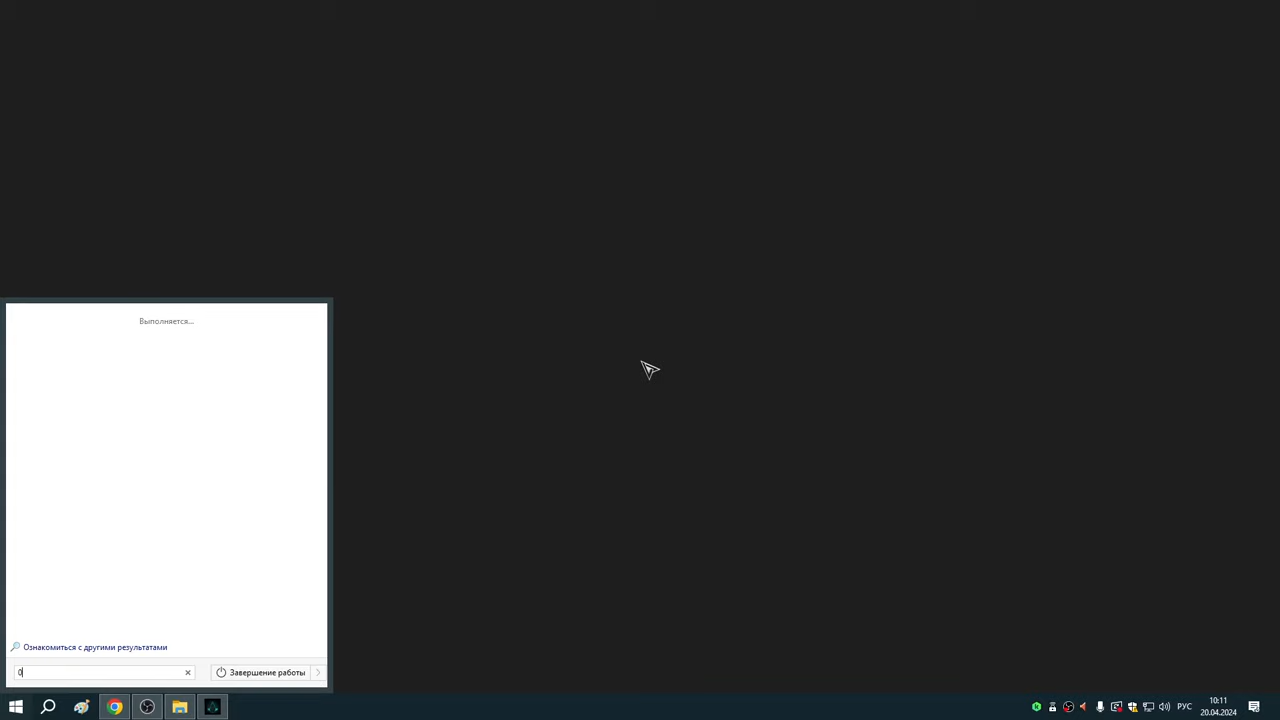 Выполняется...
Ознакомиться с другими результатами
0
Завершение работы
РУС
10:11
20.04.2024